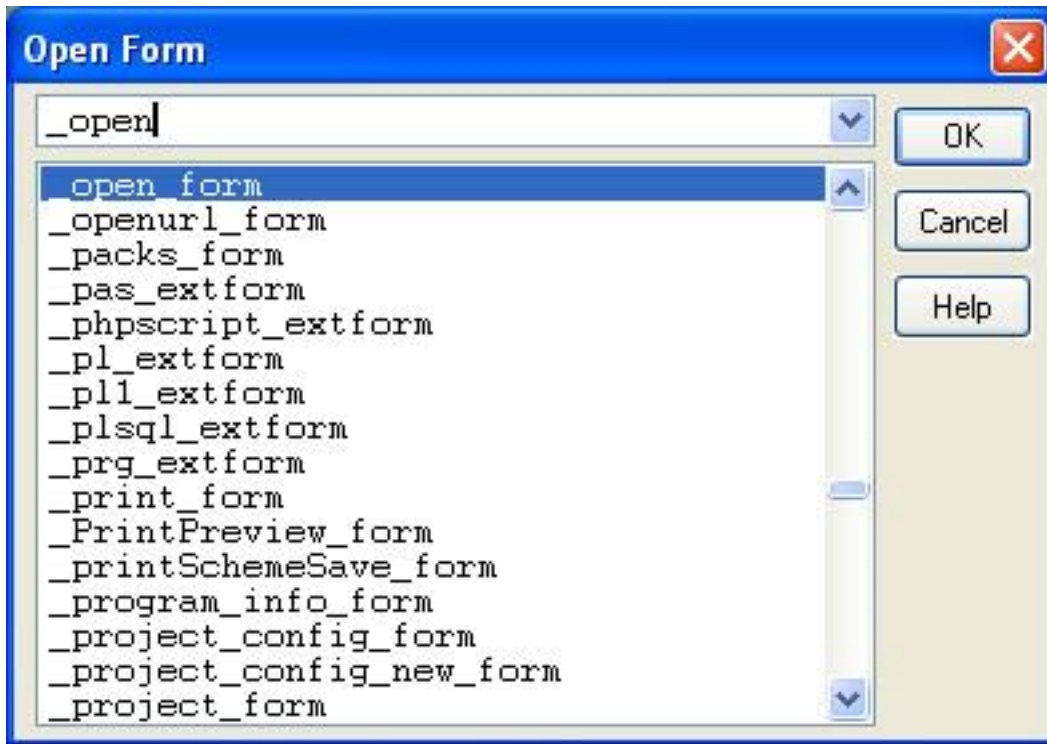 Open Form
_open
OK
Cancel
Help
_open_form
_openurl_form
_packs_form
_pas_extform
_phpscript_extform
_pl_extform
_pl1_extform
_plsql_extform
_prg_extform
_print_form
_PrintPreview_form
_printSchemeSave_form
_program_info_form
_project_config_form
_project_config_new_form
_project_form